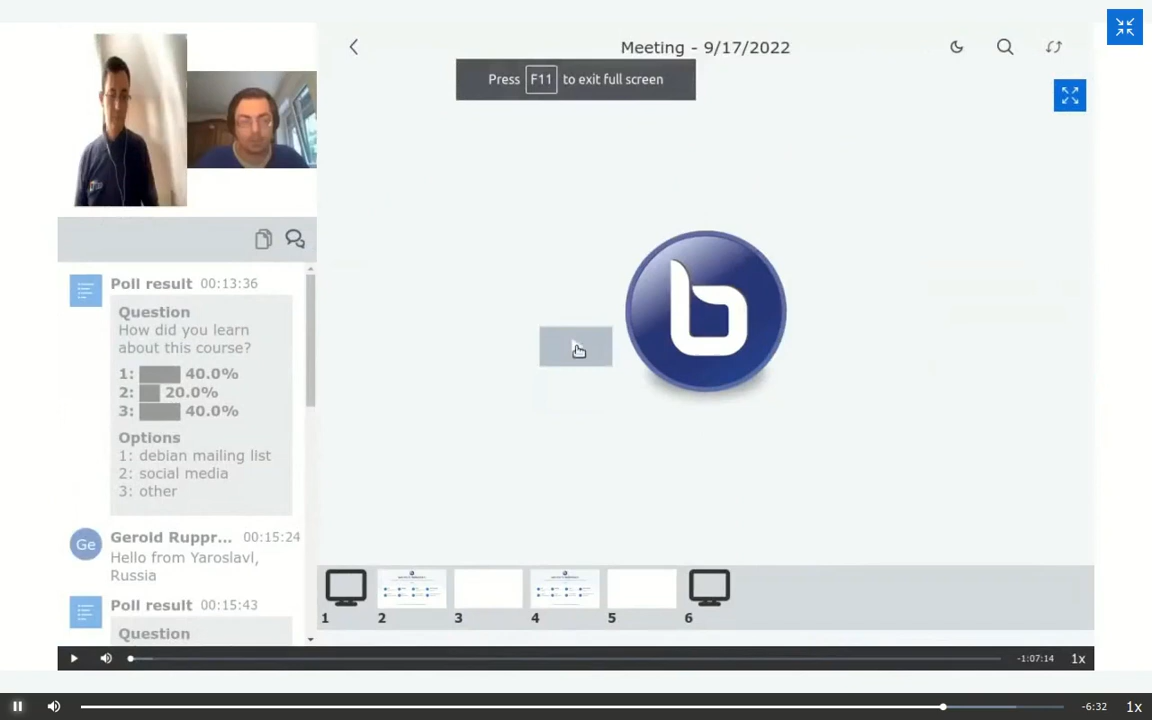 Meeting - 9/17/2022
Press F11 to exit full screen
Poll result 00:13:36
Question
How did you learn
about this course?
1: 40.0%
2: 20.0%
3: 40.0%
Options
1: debian mailing list
2: social media
3: other
Ge
Gerold Ruppr... 00:15:24
Hello from Yaroslavl,
Russia
Poll result 00:15:43
Question
1 2 3 4 5 6
-1:07:14 1x
-6:32 1x